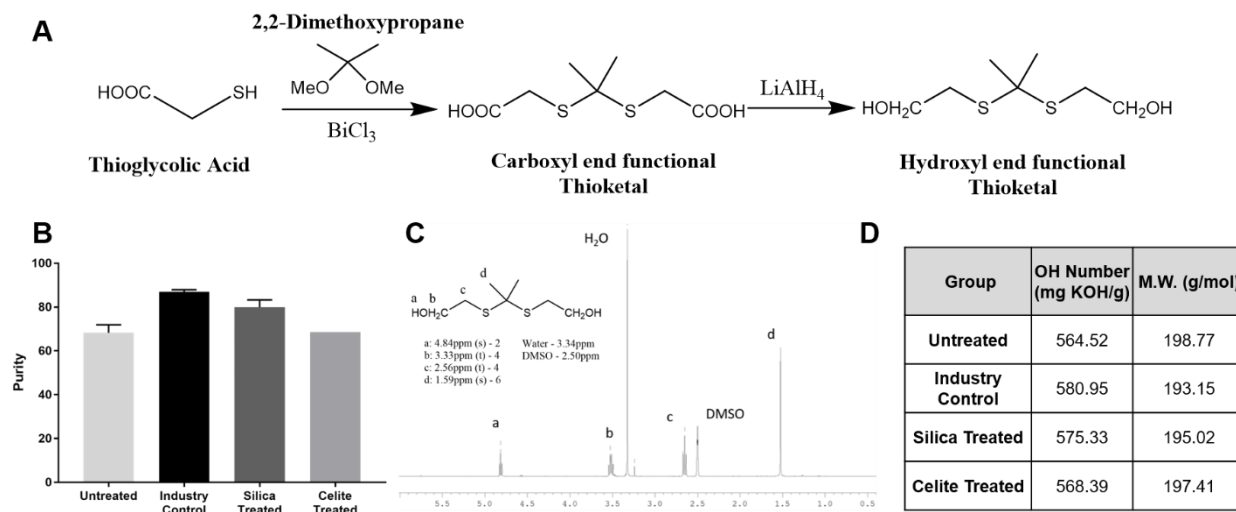 A
2,2-Dimethoxypropane
MeO OMe
HOOC SH
BiCl3
HOOC S S COOH
LiAlH4
HOH2C S S CH2OH
Thioglycolic Acid
Carboxyl end functional
Thioketal
Hydroxyl end functional
Thioketal
B
Purity
100
80
60
40
20
0
Untreated
Industry
Control
Silica
Treated
Celite
Treated
C
H2O
d
a b c
HOH2C S S CH2OH
a: 4.84ppm (s) - 2
b: 3.33ppm (t) - 4
c: 2.56ppm (t) - 4
d: 1.59ppm (s) - 6
Water - 3.34ppm
DMSO - 2.50ppm
a
b
c
DMSO
d
5.5 5.0 4.5 4.0 3.5 3.0 2.5 2.0 1.5 1.0 0.5
D
Group OH Number (mg KOH/g) M.W. (g/mol)
Untreated 564.52 198.77
Industry Control 580.95 193.15
Silica Treated 575.33 195.02
Celite Treated 568.39 197.41